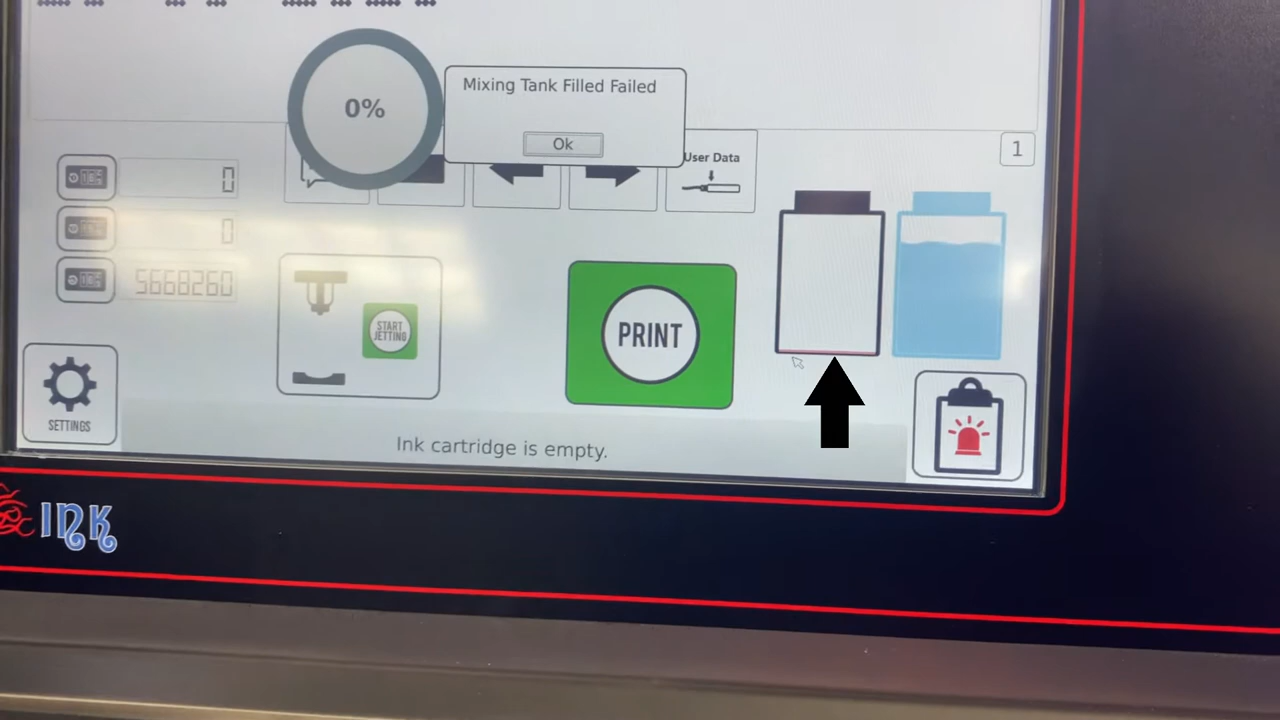 0%
Mixing Tank Filled Failed
Ok
User Data
1
0
0
5668260
START
JETTING
PRINT
SETTINGS
Ink cartridge is empty.
INK